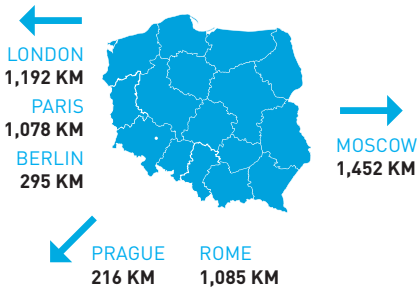 LONDON
1,192 KM
PARIS
1,078 KM
BERLIN
295 KM
MOSCOW
1,452 KM
PRAGUE
216 KM
ROME
1,085 KM